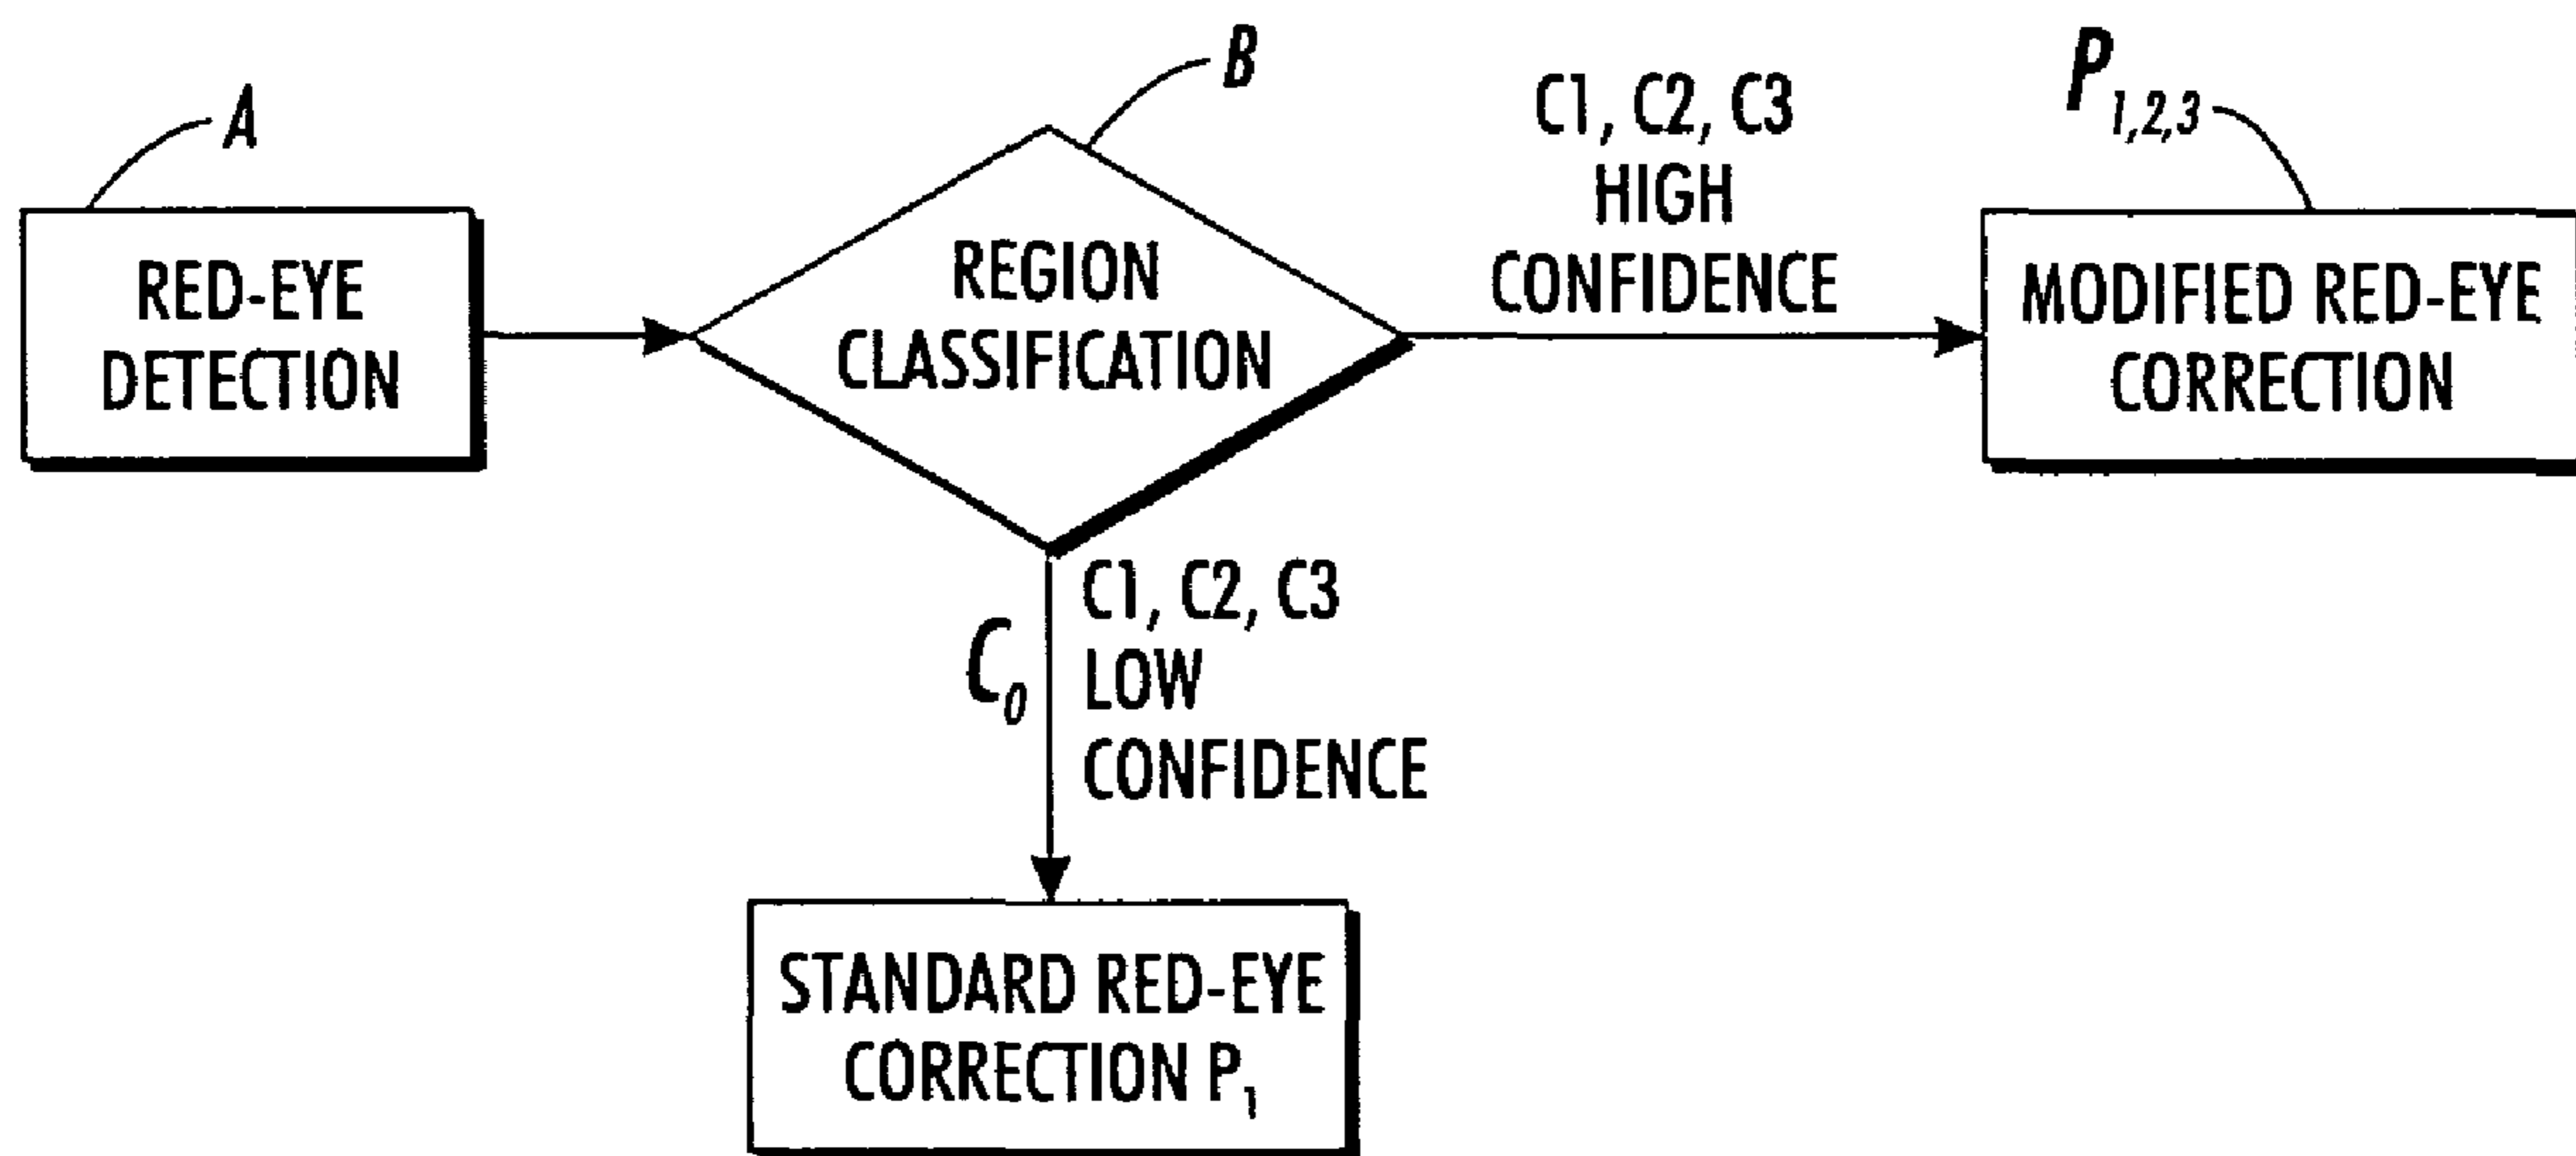 A
B
C1, C2, C3
HIGH
CONFIDENCE
P1,2,3
RED-EYE
DETECTION
REGION
CLASSIFICATION
MODIFIED RED-EYE
CORRECTION
C0
C1, C2, C3
LOW
CONFIDENCE
STANDARD RED-EYE
CORRECTION P1